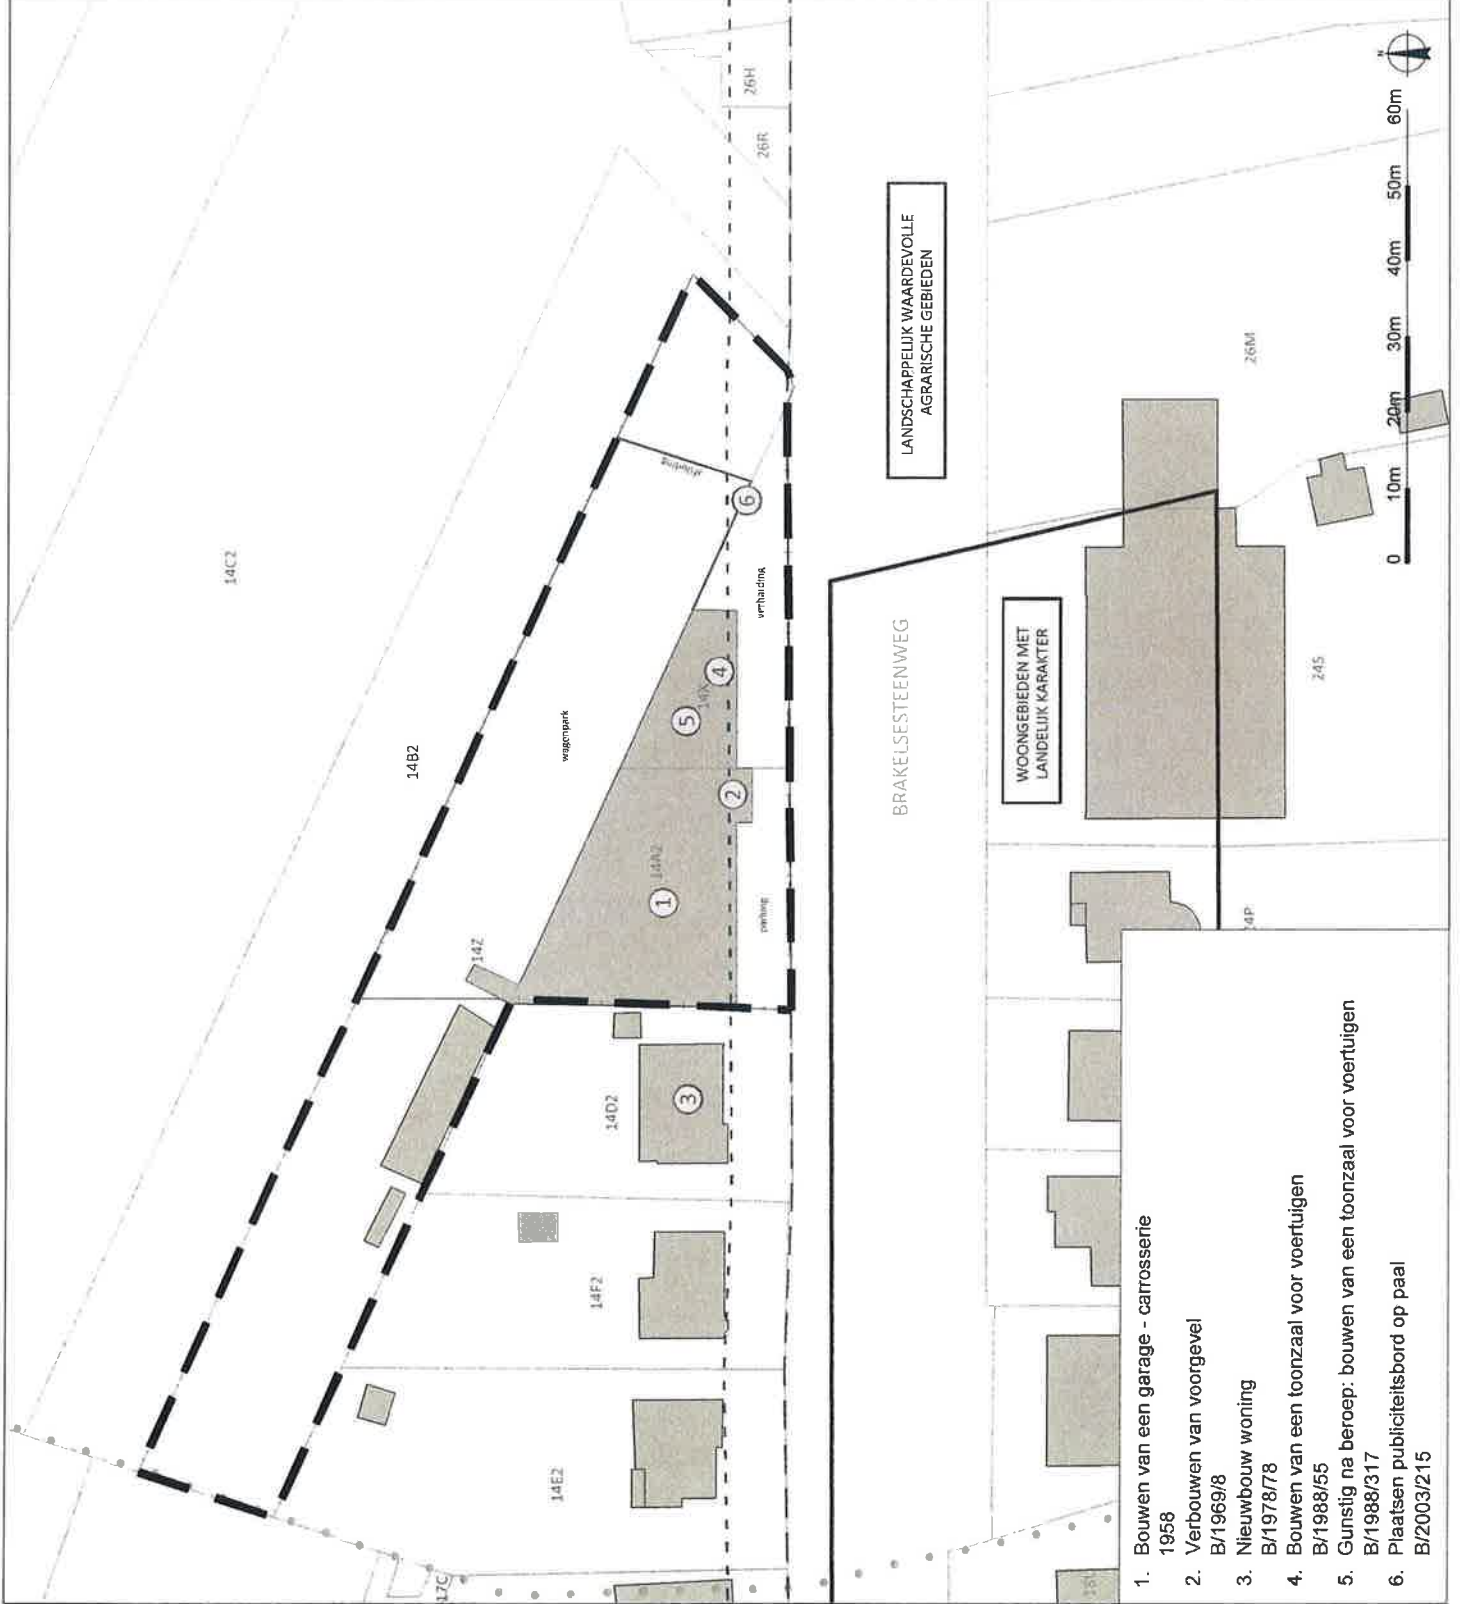 26H
26R
14C2
14B2
afsluiting
6
verharding
LANDSCHAPPELIJK WAARDEVOLLE
AGRARISCHE GEBIEDEN
wagenpark
4
14X
5
2
14A2
1
parking
14Z
BRAKELSESTEENWEG
WOONGEBIEDEN MET
LANDELIJK KARAKTER
26M
24S
24P
14D2
3
14F2
14E2
17C
N
0 10m 20m 30m 40m 50m 60m
1. Bouwen van een garage - carrosserie
1958
2. Verbouwen van voorgevel
B/1969/8
3. Nieuwbouw woning
B/1978/78
4. Bouwen van een toonzaal voor voertuigen
B/1988/55
5. Gunstig na beroep: bouwen van een toonzaal voor voertuigen
B/1988/317
6. Plaatsen publiciteitsbord op paal
B/2003/215